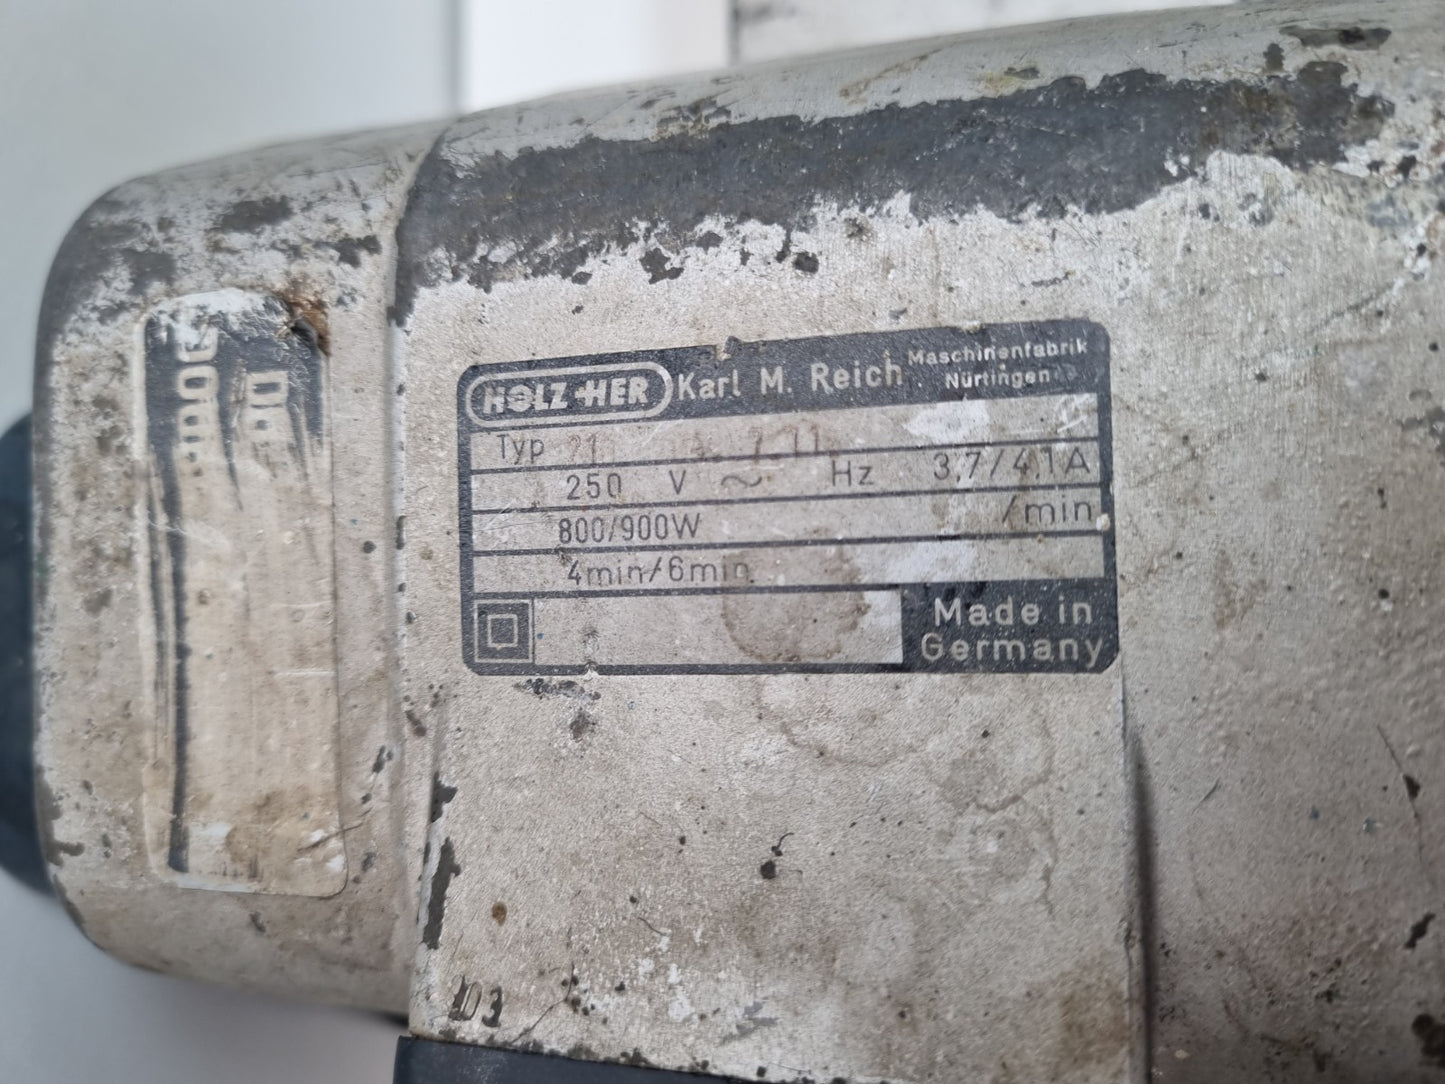 HOLZ-HER Karl M. Reich Maschinenfabrik Nürtingen
Typ
250 V ~ Hz 3,7/4,1A
800/900W /min
4min/6min
Made in
Germany
103